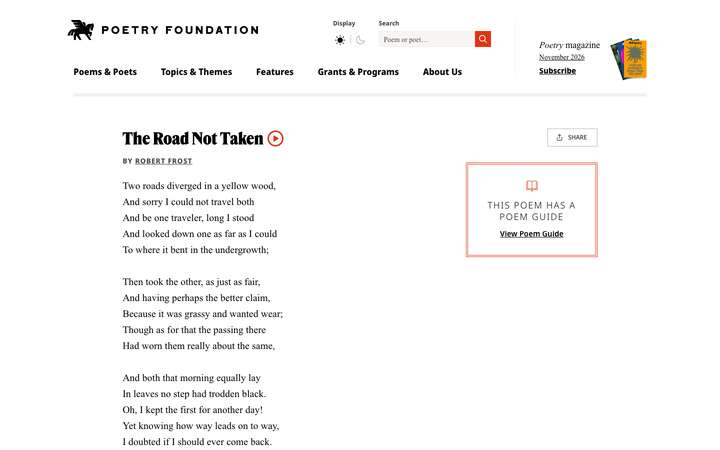 POETRY FOUNDATION
Display
Search
Poem or poet...
Poetry magazine
November 2026
Subscribe
Poems & Poets
Topics & Themes
Features
Grants & Programs
About Us
The Road Not Taken
SHARE
BY ROBERT FROST
Two roads diverged in a yellow wood,
And sorry I could not travel both
And be one traveler, long I stood
And looked down one as far as I could
To where it bent in the undergrowth;
Then took the other, as just as fair,
And having perhaps the better claim,
Because it was grassy and wanted wear;
Though as for that the passing there
Had worn them really about the same,
And both that morning equally lay
In leaves no step had trodden black.
Oh, I kept the first for another day!
Yet knowing how way leads on to way,
I doubted if I should ever come back.
THIS POEM HAS A
POEM GUIDE
View Poem Guide